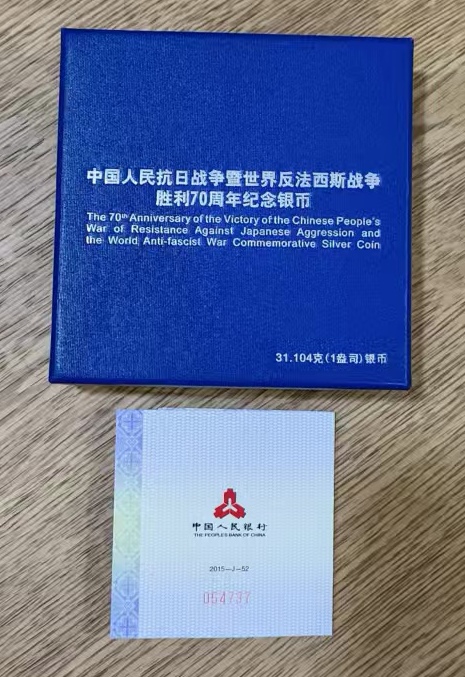 中国人民抗日战争暨世界反法西斯战争
胜利70周年纪念银币
The 70th Anniversary of the Victory of the Chinese People's
War of Resistance Against Japanese Aggression and
the World Anti-fascist War Commemorative Silver Coin
31.104克(1盎司)银币
中国人民银行
THE PEOPLE'S BANK OF CHINA
2015—J—52
054737